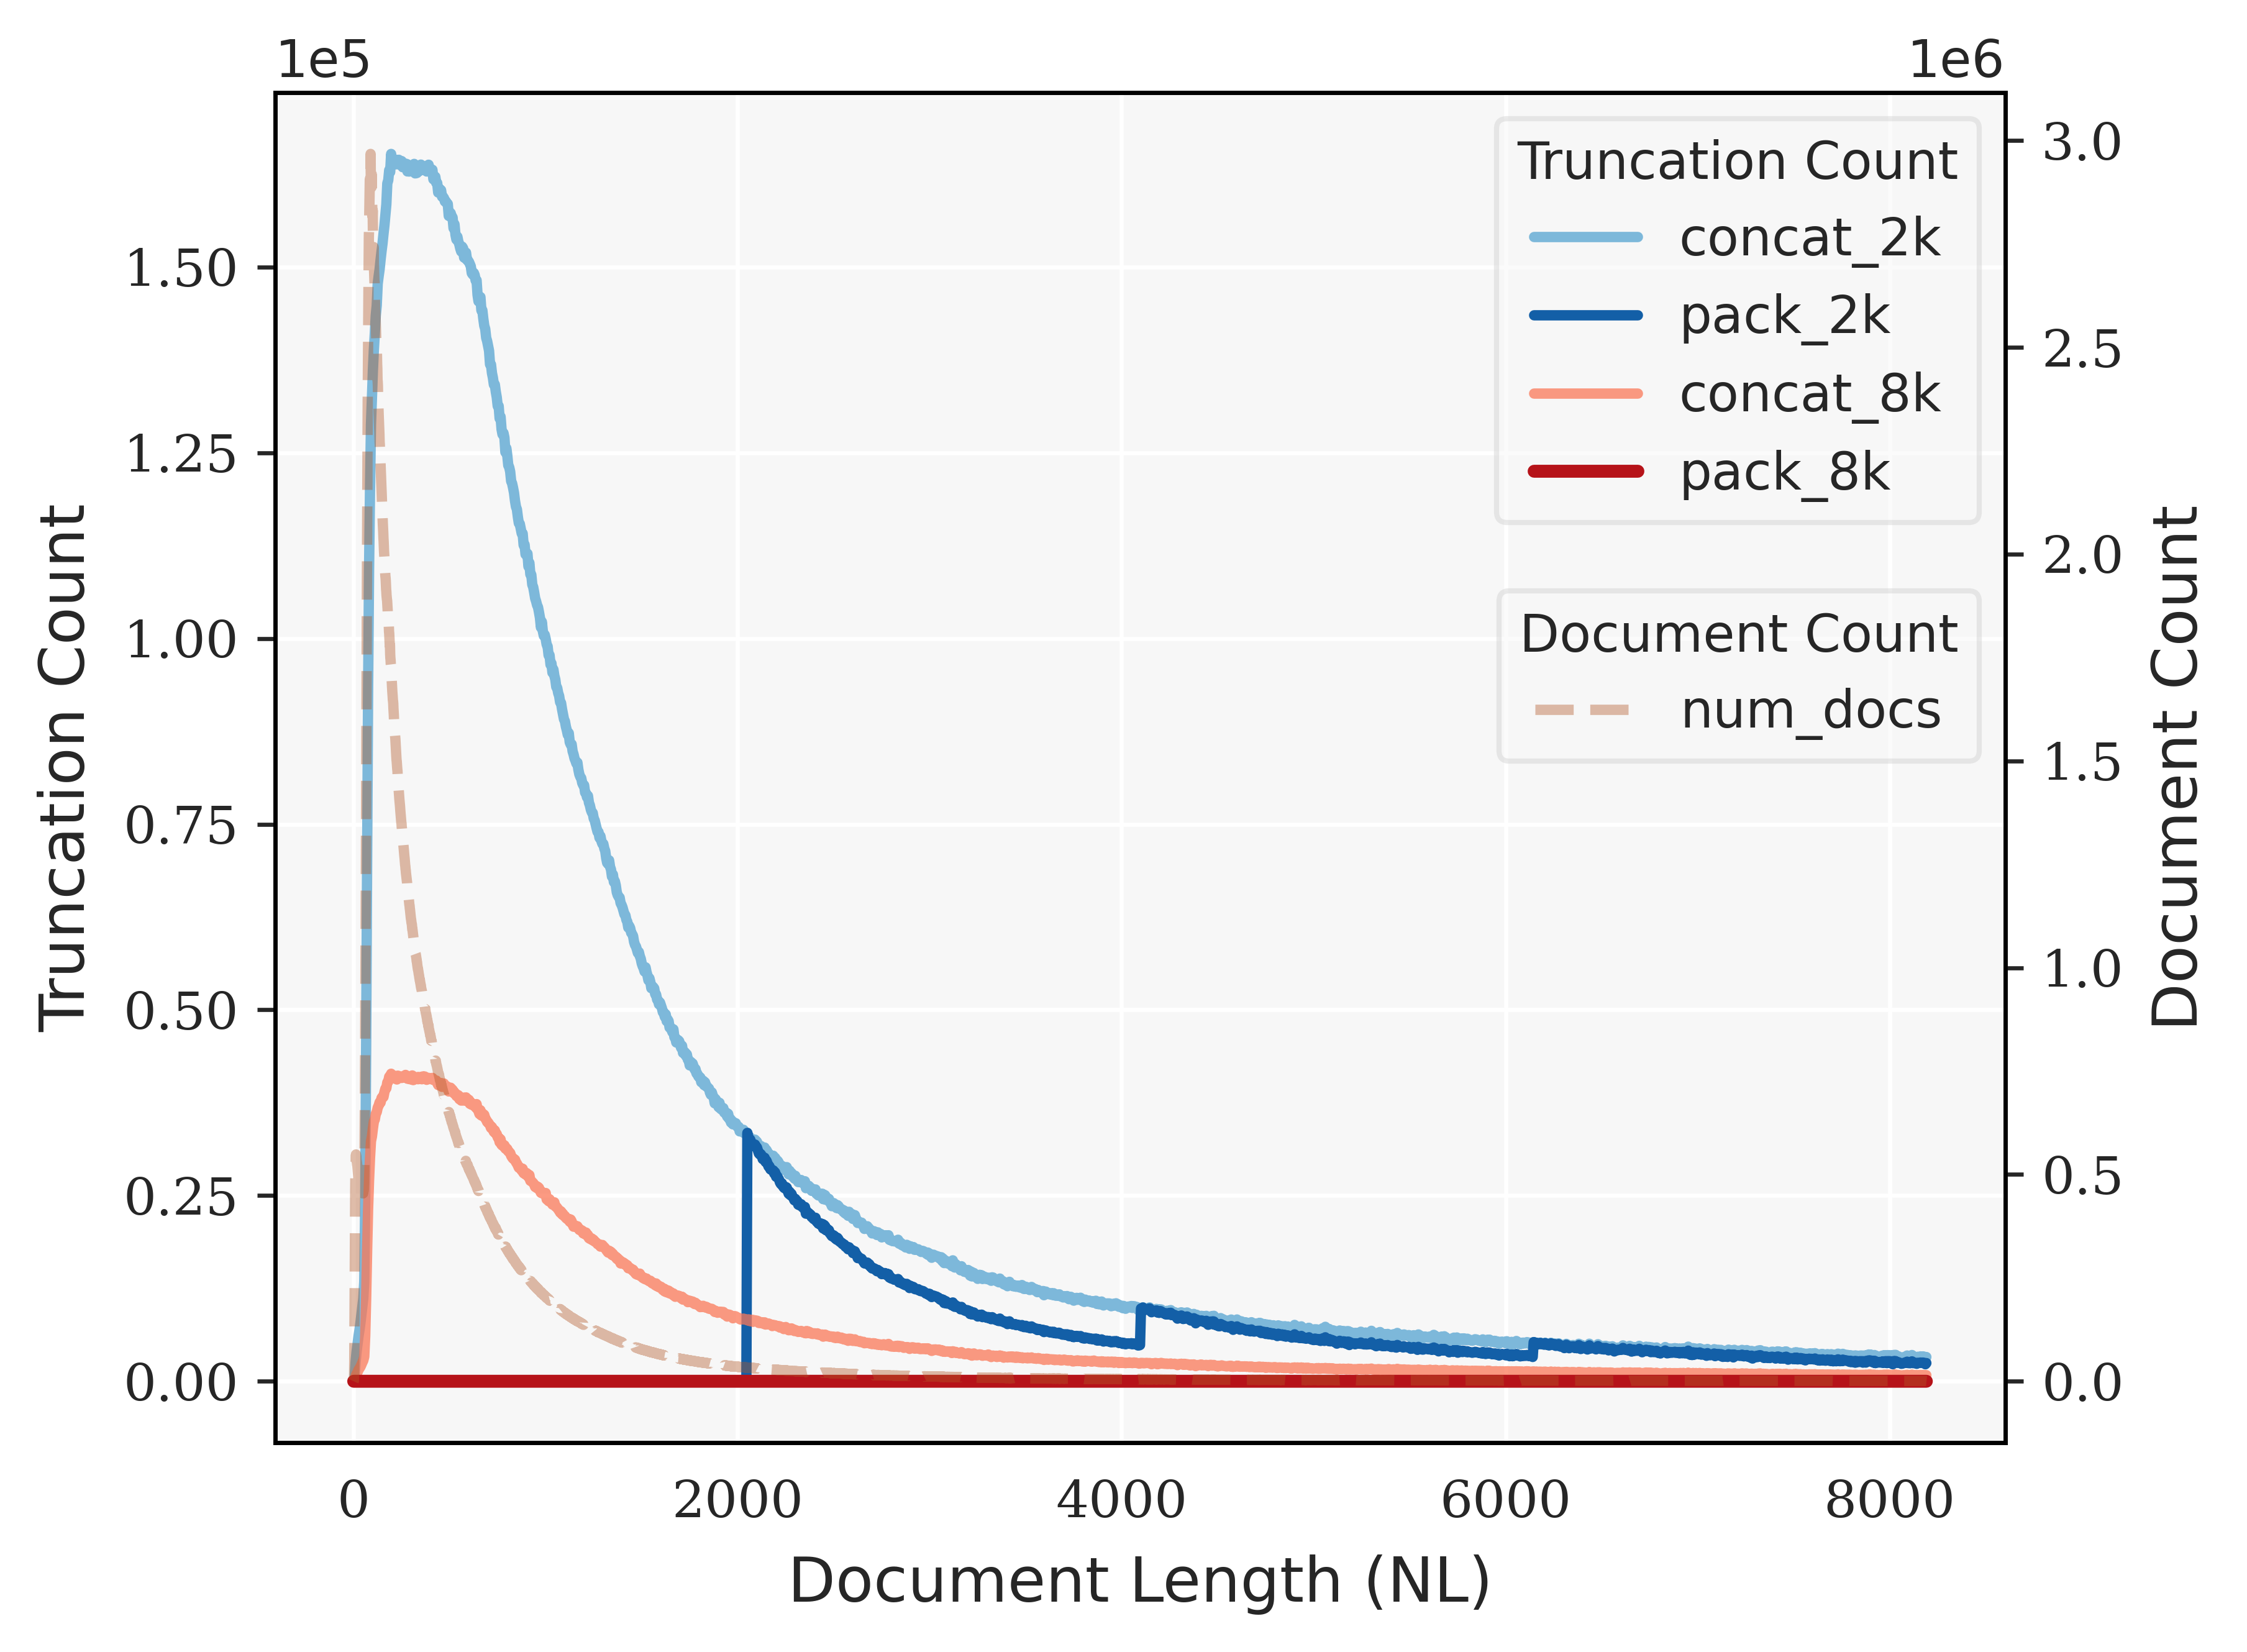 1e5
1e6
Truncation Count
1.50
1.25
1.00
0.75
0.50
0.25
0.00
Truncation Count
concat_2k
pack_2k
concat_8k
pack_8k
Document Count
num_docs
3.0
2.5
2.0
1.5
1.0
0.5
0.0
Document Count
0 2000 4000 6000 8000
Document Length (NL)